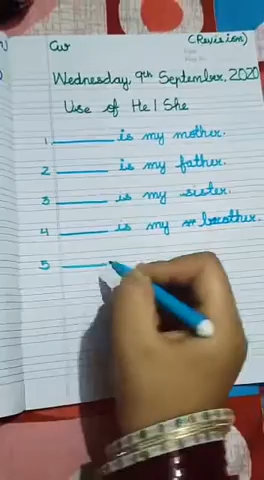 Cw (Revision)
Wednesday, 9th September, 2020
Use of He / She
1. ______ is my mother.
2 ______ is my father.
3 ______ is my sister.
4 ______ is my brother.
5 ______